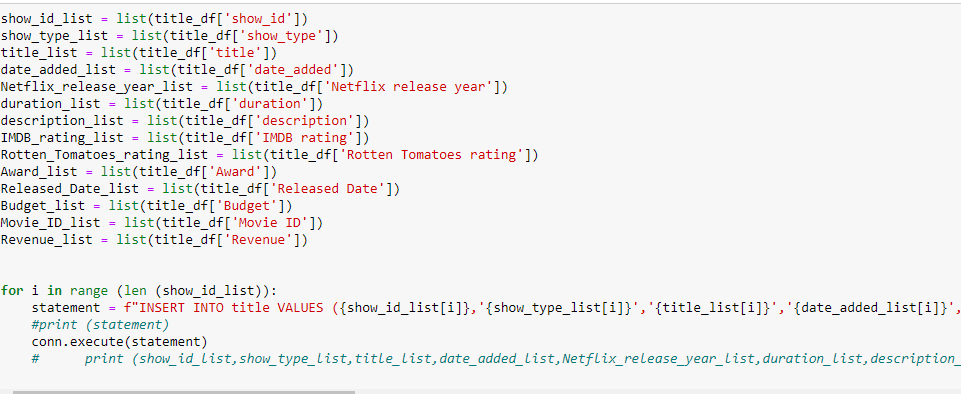 show_id_list = list(title_df['show_id'])
show_type_list = list(title_df['show_type'])
title_list = list(title_df['title'])
date_added_list = list(title_df['date_added'])
Netflix_release_year_list = list(title_df['Netflix release year'])
duration_list = list(title_df['duration'])
description_list = list(title_df['description'])
IMDB_rating_list = list(title_df['IMDB rating'])
Rotten_Tomatoes_rating_list = list(title_df['Rotten Tomatoes rating'])
Award_list = list(title_df['Award'])
Released_Date_list = list(title_df['Released Date'])
Budget_list = list(title_df['Budget'])
Movie_ID_list = list(title_df['Movie ID'])
Revenue_list = list(title_df['Revenue'])
for i in range (len (show_id_list)):
    statement = f"INSERT INTO title VALUES ({show_id_list[i]},'{show_type_list[i]}','{title_list[i]}','{date_added_list[i]}',
    #print (statement)
    conn.execute(statement)
    #      print (show_id_list,show_type_list,title_list,date_added_list,Netflix_release_year_list,duration_list,description_